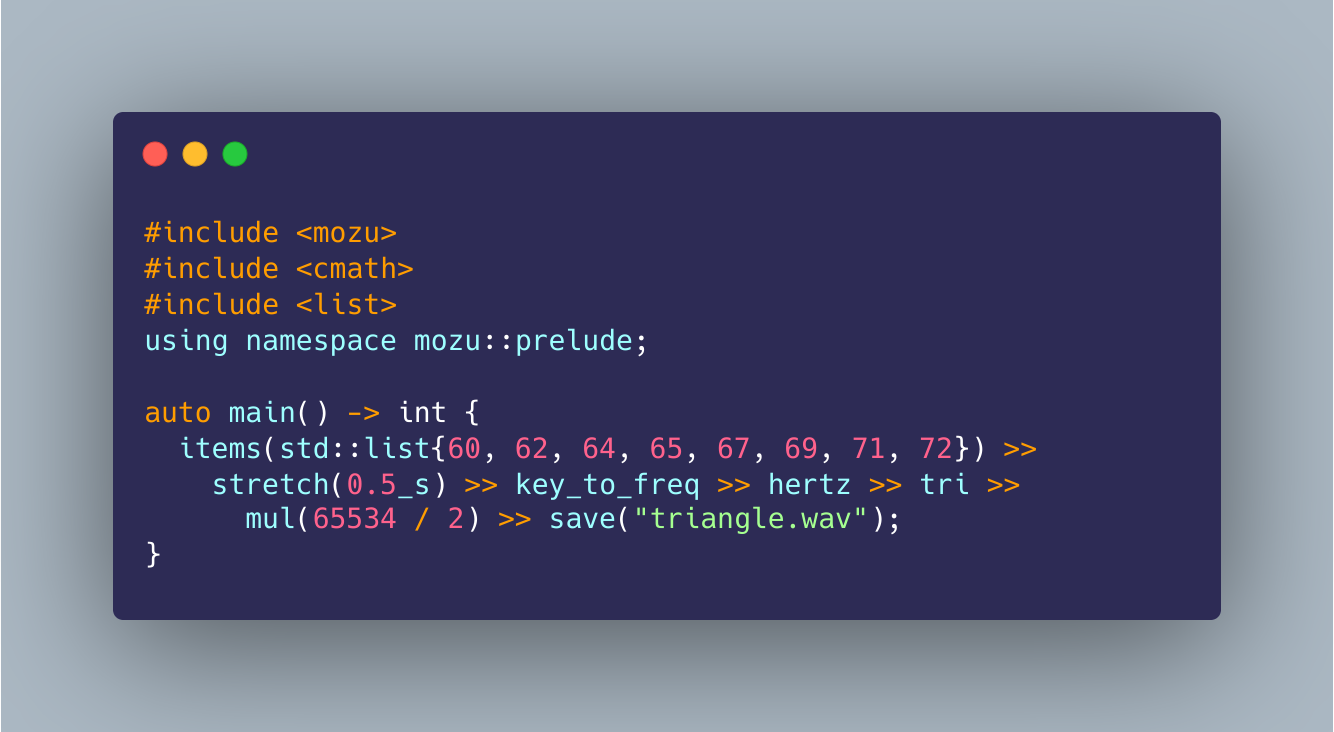 #include <mozu>
#include <cmath>
#include <list>
using namespace mozu::prelude;

auto main() -> int {
  items(std::list{60, 62, 64, 65, 67, 69, 71, 72}) >>
    stretch(0.5_s) >> key_to_freq >> hertz >> tri >>
      mul(65534 / 2) >> save("triangle.wav");
}